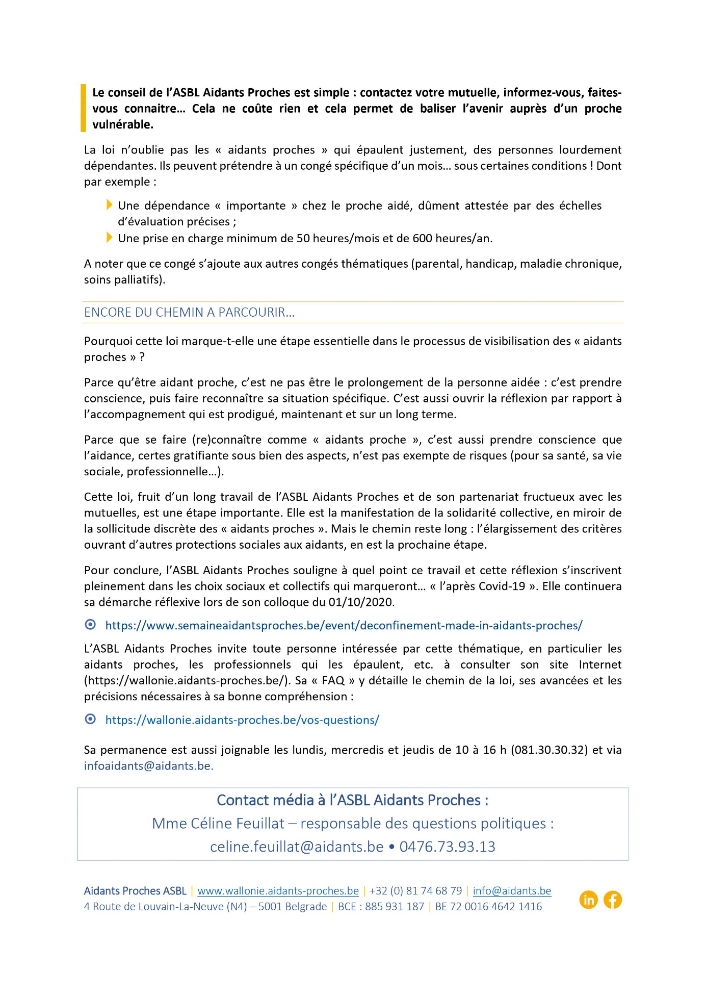 Le conseil de l’ASBL Aidants Proches est simple : contactez votre mutuelle, informez-vous, faites-
vous connaitre… Cela ne coûte rien et cela permet de baliser l’avenir auprès d’un proche
vulnérable.
La loi n’oublie pas les « aidants proches » qui épaulent justement, des personnes lourdement
dépendantes. Ils peuvent prétendre à un congé spécifique d’un mois… sous certaines conditions ! Dont
par exemple :
Une dépendance « importante » chez le proche aidé, dûment attestée par des échelles
d’évaluation précises ;
Une prise en charge minimum de 50 heures/mois et de 600 heures/an.
A noter que ce congé s’ajoute aux autres congés thématiques (parental, handicap, maladie chronique,
soins palliatifs).
ENCORE DU CHEMIN A PARCOURIR…
Pourquoi cette loi marque-t-elle une étape essentielle dans le processus de visibilisation des « aidants
proches » ?
Parce qu’être aidant proche, c’est ne pas être le prolongement de la personne aidée : c’est prendre
conscience, puis faire reconnaître sa situation spécifique. C’est aussi ouvrir la réflexion par rapport à
l’accompagnement qui est prodigué, maintenant et sur un long terme.
Parce que se faire (re)connaître comme « aidants proche », c’est aussi prendre conscience que
l’aidance, certes gratifiante sous bien des aspects, n’est pas exempte de risques (pour sa santé, sa vie
sociale, professionnelle…).
Cette loi, fruit d’un long travail de l’ASBL Aidants Proches et de son partenariat fructueux avec les
mutuelles, est une étape importante. Elle est la manifestation de la solidarité collective, en miroir de
la sollicitude discrète des « aidants proches ». Mais le chemin reste long : l’élargissement des critères
ouvrant d’autres protections sociales aux aidants, en est la prochaine étape.
Pour conclure, l’ASBL Aidants Proches souligne à quel point ce travail et cette réflexion s’inscrivent
pleinement dans les choix sociaux et collectifs qui marqueront… « l’après Covid-19 ». Elle continuera
sa démarche réflexive lors de son colloque du 01/10/2020.
https://www.semaineaidantsproches.be/event/deconfinement-made-in-aidants-proches/
L’ASBL Aidants Proches invite toute personne intéressée par cette thématique, en particulier les
aidants proches, les professionnels qui les épaulent, etc. à consulter son site Internet
(https://wallonie.aidants-proches.be/). Sa « FAQ » y détaille le chemin de la loi, ses avancées et les
précisions nécessaires à sa bonne compréhension :
https://wallonie.aidants-proches.be/vos-questions/
Sa permanence est aussi joignable les lundis, mercredis et jeudis de 10 à 16 h (081.30.30.32) et via
infoaidants@aidants.be.
Contact média à l’ASBL Aidants Proches :
Mme Céline Feuillat – responsable des questions politiques :
celine.feuillat@aidants.be • 0476.73.93.13
Aidants Proches ASBL | www.wallonie.aidants-proches.be | +32 (0) 81 74 68 79 | info@aidants.be
4 Route de Louvain-La-Neuve (N4) – 5001 Belgrade | BCE : 885 931 187 | BE 72 0016 4642 1416
in f